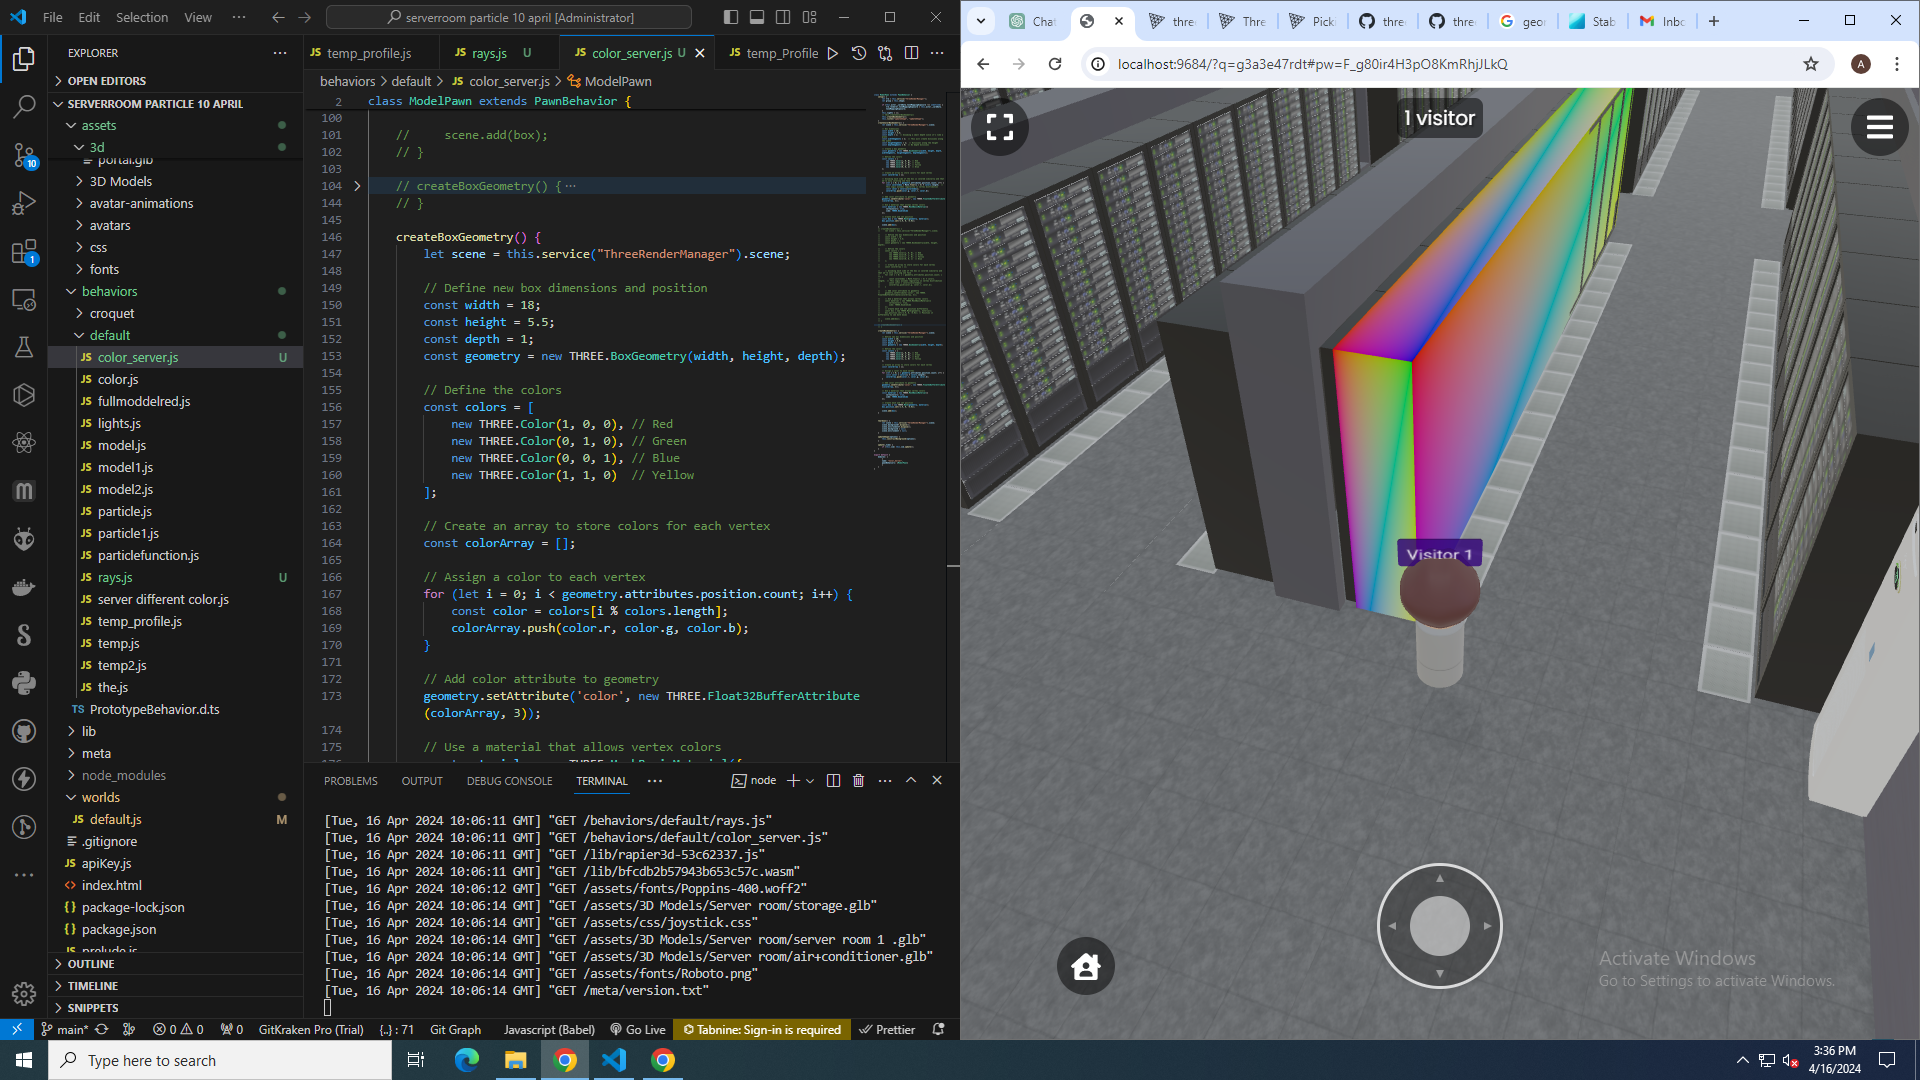 File Edit Selection View ··· serverroom particle 10 april [Administrator]
EXPLORER
OPEN EDITORS
SERVERROOM PARTICLE 10 APRIL
assets
3d
portal.glb
3D Models
avatar-animations
avatars
css
fonts
behaviors
croquet
default
JS color_server.js U
JS color.js
JS fullmoddelred.js
JS lights.js
JS model.js
JS model1.js
JS model2.js
JS particle.js
JS particle1.js
JS particlefunction.js
JS rays.js U
JS server different color.js
JS temp_profile.js
JS temp.js
JS temp2.js
JS the.js
TS PrototypeBehavior.d.ts
lib
meta
node_modules
worlds
JS default.js M
.gitignore
JS apiKey.js
index.html
package-lock.json
package.json
prelude.js
OUTLINE
TIMELINE
SNIPPETS
10
1
JS temp_profile.js JS rays.js U JS color_server.js U JS temp_Profile
behaviors > default > JS color_server.js > ModelPawn
2 class ModelPawn extends PawnBehavior {
100
101 // scene.add(box);
102 // }
103
104 // createBoxGeometry() { ···
144 // }
145
146 createBoxGeometry() {
147 let scene = this.service("ThreeRenderManager").scene;
148
149 // Define new box dimensions and position
150 const width = 18;
151 const height = 5.5;
152 const depth = 1;
153 const geometry = new THREE.BoxGeometry(width, height, depth);
154
155 // Define the colors
156 const colors = [
157 new THREE.Color(1, 0, 0), // Red
158 new THREE.Color(0, 1, 0), // Green
159 new THREE.Color(0, 0, 1), // Blue
160 new THREE.Color(1, 1, 0) // Yellow
161 ];
162
163 // Create an array to store colors for each vertex
164 const colorArray = [];
165
166 // Assign a color to each vertex
167 for (let i = 0; i < geometry.attributes.position.count; i++) {
168 const color = colors[i % colors.length];
169 colorArray.push(color.r, color.g, color.b);
170 }
171
172 // Add color attribute to geometry
173 geometry.setAttribute('color', new THREE.Float32BufferAttribute
(colorArray, 3));
174
175 // Use a material that allows vertex colors
PROBLEMS OUTPUT DEBUG CONSOLE TERMINAL ··· node
[Tue, 16 Apr 2024 10:06:11 GMT] "GET /behaviors/default/rays.js"
[Tue, 16 Apr 2024 10:06:11 GMT] "GET /behaviors/default/color_server.js"
[Tue, 16 Apr 2024 10:06:11 GMT] "GET /lib/rapier3d-53c62337.js"
[Tue, 16 Apr 2024 10:06:11 GMT] "GET /lib/bfcdb2b57943b653c57c.wasm"
[Tue, 16 Apr 2024 10:06:12 GMT] "GET /assets/fonts/Poppins-400.woff2"
[Tue, 16 Apr 2024 10:06:14 GMT] "GET /assets/3D Models/Server room/storage.glb"
[Tue, 16 Apr 2024 10:06:14 GMT] "GET /assets/css/joystick.css"
[Tue, 16 Apr 2024 10:06:14 GMT] "GET /assets/3D Models/Server room/server room 1 .glb"
[Tue, 16 Apr 2024 10:06:14 GMT] "GET /assets/3D Models/Server room/air+conditioner.glb"
[Tue, 16 Apr 2024 10:06:14 GMT] "GET /assets/fonts/Roboto.png"
[Tue, 16 Apr 2024 10:06:14 GMT] "GET /meta/version.txt"
main* 0 0 0 GitKraken Pro (Trial) {..} : 71 Git Graph Javascript (Babel) Go Live Tabnine: Sign-in is required Prettier
Chat three Thre Picki three three geor Stab Inbo
localhost:9684/?q=g3a3e47rdt#pw=F_g80ir4H3pO8KmRhjJLkQ A
1 visitor
Visitor 1
Activate Windows
Go to Settings to activate Windows.
Type here to search
3:36 PM
4/16/2024